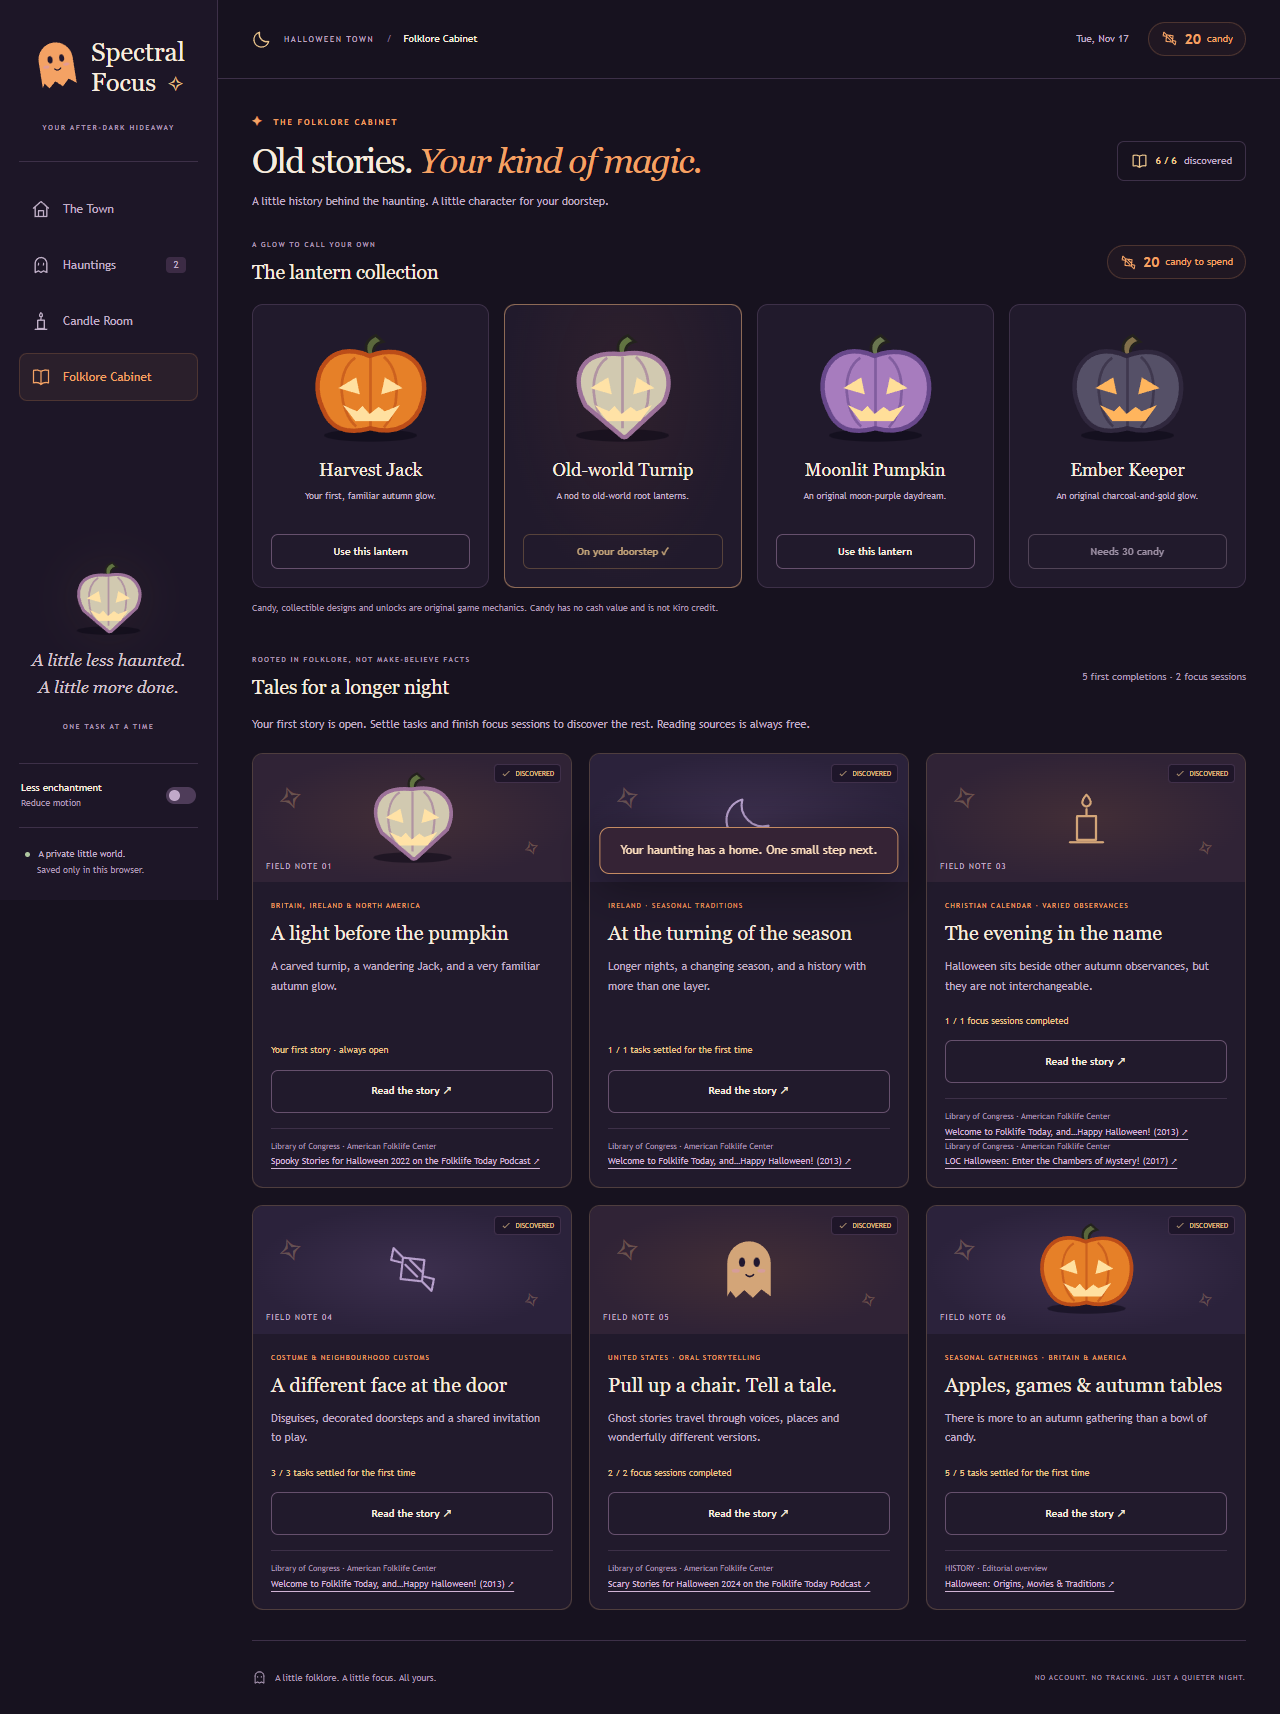 Spectral
Focus
YOUR AFTER-DARK HIDEAWAY
The Town
Hauntings 2
Candle Room
Folklore Cabinet
A little less haunted.
A little more done.
ONE TASK AT A TIME
Less enchantment
Reduce motion
A private little world.
Saved only in this browser.
HALLOWEEN TOWN / Folklore Cabinet
Tue, Nov 17
20 candy
THE FOLKLORE CABINET
Old stories. Your kind of magic.
6 / 6 discovered
A little history behind the haunting. A little character for your doorstep.
A GLOW TO CALL YOUR OWN
The lantern collection
20 candy to spend
Harvest Jack
Your first, familiar autumn glow.
Use this lantern
Old-world Turnip
A nod to old-world root lanterns.
On your doorstep ✓
Moonlit Pumpkin
An original moon-purple daydream.
Use this lantern
Ember Keeper
An original charcoal-and-gold glow.
Needs 30 candy
Candy, collectible designs and unlocks are original game mechanics. Candy has no cash value and is not Kiro credit.
ROOTED IN FOLKLORE, NOT MAKE-BELIEVE FACTS
Tales for a longer night
5 first completions · 2 focus sessions
Your first story is open. Settle tasks and finish focus sessions to discover the rest. Reading sources is always free.
✓ DISCOVERED
FIELD NOTE 01
BRITAIN, IRELAND & NORTH AMERICA
A light before the pumpkin
A carved turnip, a wandering Jack, and a very familiar
autumn glow.
Your first story · always open
Read the story ↗
Library of Congress · American Folklife Center
Spooky Stories for Halloween 2022 on the Folklife Today Podcast ↗
✓ DISCOVERED
Your haunting has a home. One small step next.
IRELAND · SEASONAL TRADITIONS
At the turning of the season
Longer nights, a changing season, and a history with
more than one layer.
1 / 1 tasks settled for the first time
Read the story ↗
Library of Congress · American Folklife Center
Welcome to Folklife Today, and…Happy Halloween! (2013) ↗
✓ DISCOVERED
FIELD NOTE 03
CHRISTIAN CALENDAR · VARIED OBSERVANCES
The evening in the name
Halloween sits beside other autumn observances, but
they are not interchangeable.
1 / 1 focus sessions completed
Read the story ↗
Library of Congress · American Folklife Center
Welcome to Folklife Today, and…Happy Halloween! (2013) ↗
Library of Congress · American Folklife Center
LOC Halloween: Enter the Chambers of Mystery! (2017) ↗
✓ DISCOVERED
FIELD NOTE 04
COSTUME & NEIGHBOURHOOD CUSTOMS
A different face at the door
Disguises, decorated doorsteps and a shared invitation
to play.
3 / 3 tasks settled for the first time
Read the story ↗
Library of Congress · American Folklife Center
Welcome to Folklife Today, and…Happy Halloween! (2013) ↗
✓ DISCOVERED
FIELD NOTE 05
UNITED STATES · ORAL STORYTELLING
Pull up a chair. Tell a tale.
Ghost stories travel through voices, places and
wonderfully different versions.
2 / 2 focus sessions completed
Read the story ↗
Library of Congress · American Folklife Center
Scary Stories for Halloween 2024 on the Folklife Today Podcast ↗
✓ DISCOVERED
FIELD NOTE 06
SEASONAL GATHERINGS · BRITAIN & AMERICA
Apples, games & autumn tables
There is more to an autumn gathering than a bowl of
candy.
5 / 5 tasks settled for the first time
Read the story ↗
HISTORY · Editorial overview
Halloween: Origins, Movies & Traditions ↗
A little folklore. A little focus. All yours.
NO ACCOUNT. NO TRACKING. JUST A QUIETER NIGHT.